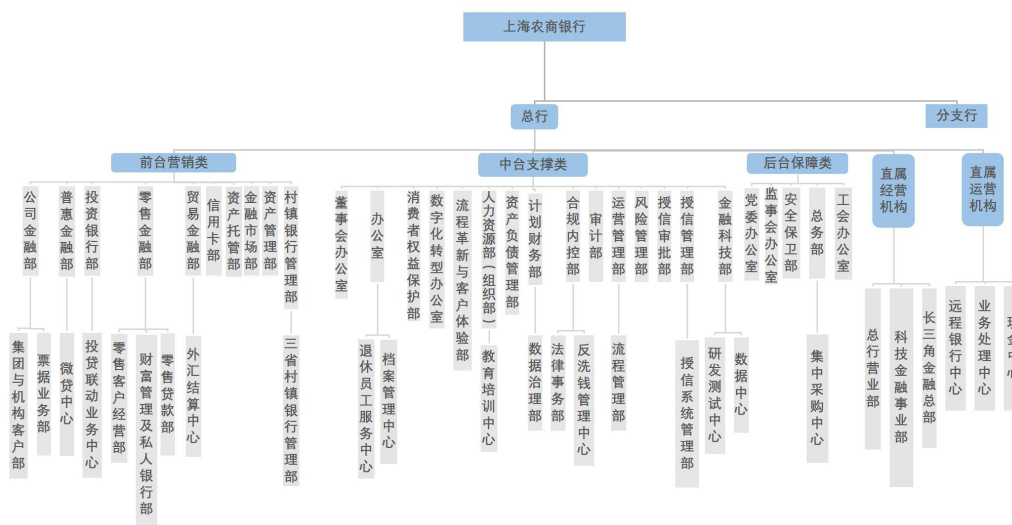 上海农商银行
总行
分支行
前台营销类
中台支撑类
后台保障类
直属经营机构
直属运营机构
公司金融部
普惠金融部
投资银行部
零售金融部
贸易金融部
信用卡部
资产托管部
金融市场部
资产管理部
村镇银行管理部
董事会办公室
办公室
消费者权益保护部
数字化转型办公室
流程革新与客户体验部
人力资源部（组织部）
资产负债管理部
计划财务部
合规内控部
审计部
运营管理部
风险管理部
授信审批部
授信管理部
金融科技部
党委办公室
监事会办公室
安全保卫部
总务部
工会办公室
集团与机构客户部
票据业务部
微贷中心
投贷联动业务中心
零售客户经营部
财富管理及私人银行部
零售贷款部
外汇结算中心
三省村镇银行管理部
退休员工服务中心
档案管理中心
教育培训中心
数据治理部
法律事务部
反洗钱管理中心
流程管理部
授信系统管理部
研发测试中心
数据中心
集中采购中心
总行营业部
科技金融事业部
长三角金融总部
远程银行中心
业务处理中心